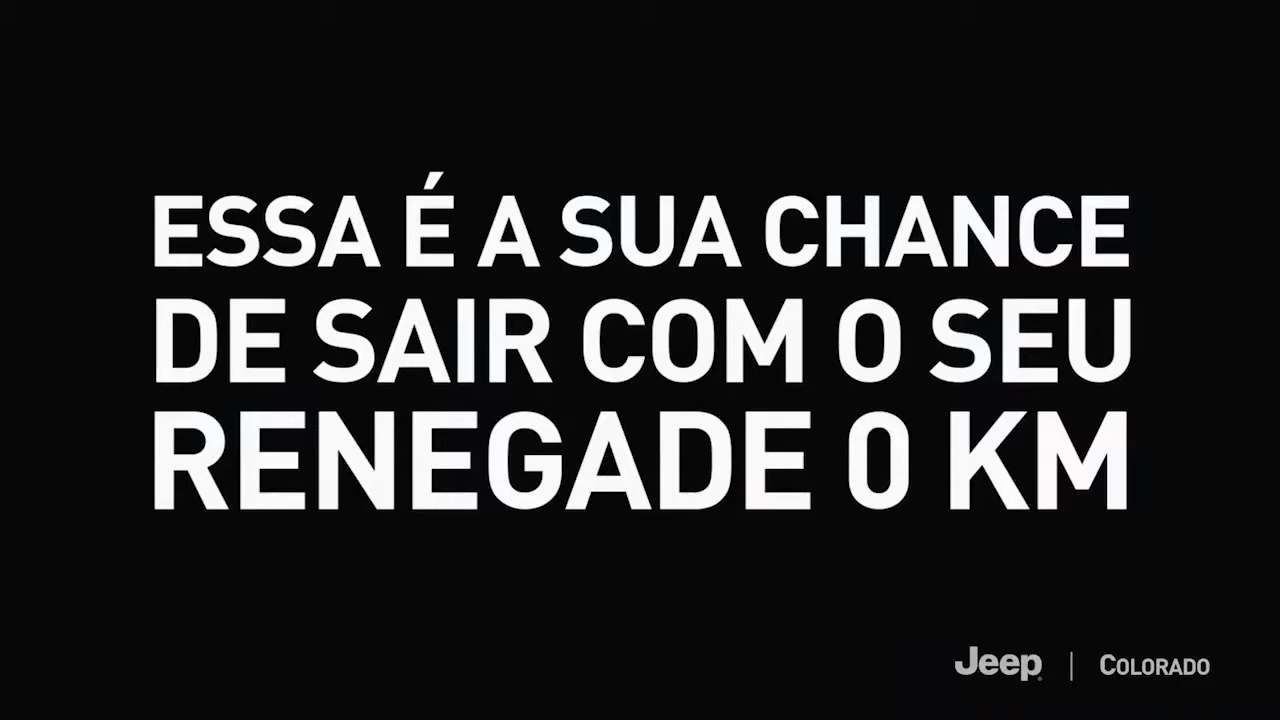 ESSA É A SUA CHANCE
DE SAIR COM O SEU
RENEGADE 0 KM
Jeep | COLORADO